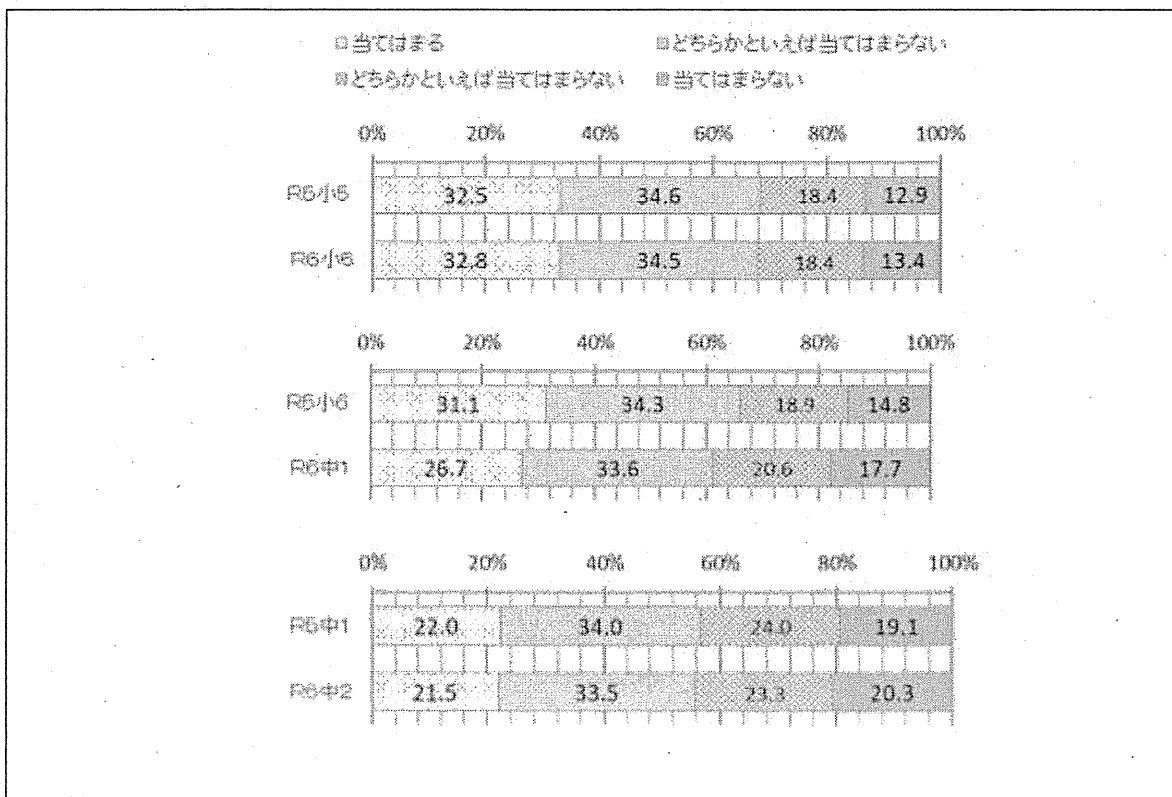 □当てはまる ■どちらかといえば当てはまらない
■どちらかといえば当てはまらない ■当てはまらない
0% 20% 40% 60% 80% 100%
R5小5 32.5 34.6 18.4 12.9
R6小6 32.8 34.5 18.4 13.4
0% 20% 40% 60% 80% 100%
R5小6 31.1 34.3 18.9 14.8
R6中1 26.7 33.6 20.6 17.7
0% 20% 40% 60% 80% 100%
R5中1 22.0 34.0 24.0 19.1
R6中2 21.5 33.5 23.3 20.3